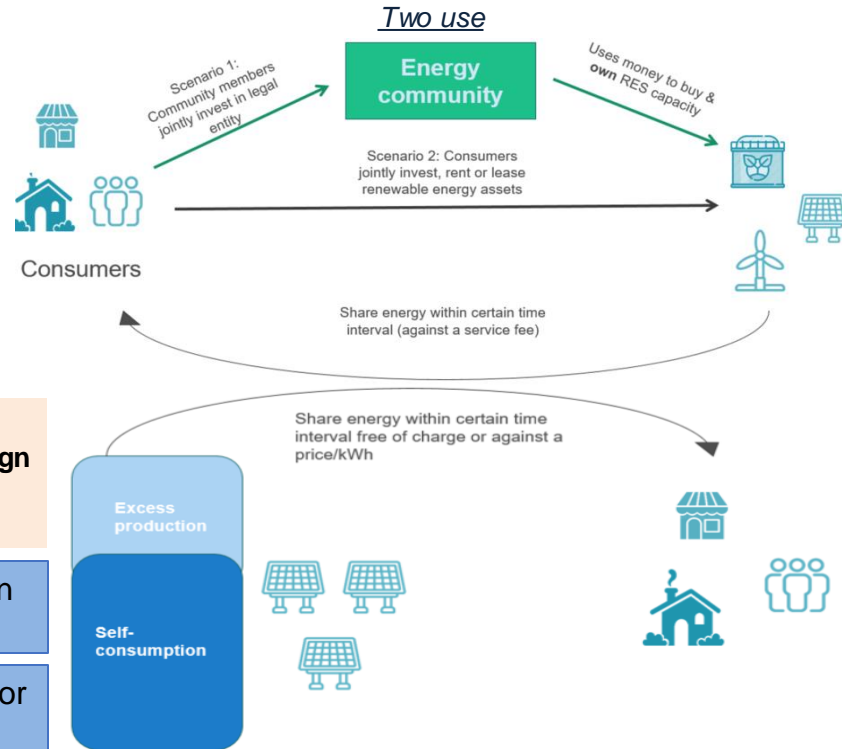 Two use
Scenario 1:
Community members
jointly invest in legal
entity
Energy
community
Uses money to buy &
own RES capacity
Scenario 2: Consumers
jointly invest, rent or lease
renewable energy assets
Consumers
Share energy within certain time
interval (against a service fee)
Share energy within certain time
interval free of charge or against a
price/kWh
Excess
production
Self-
consumption
or